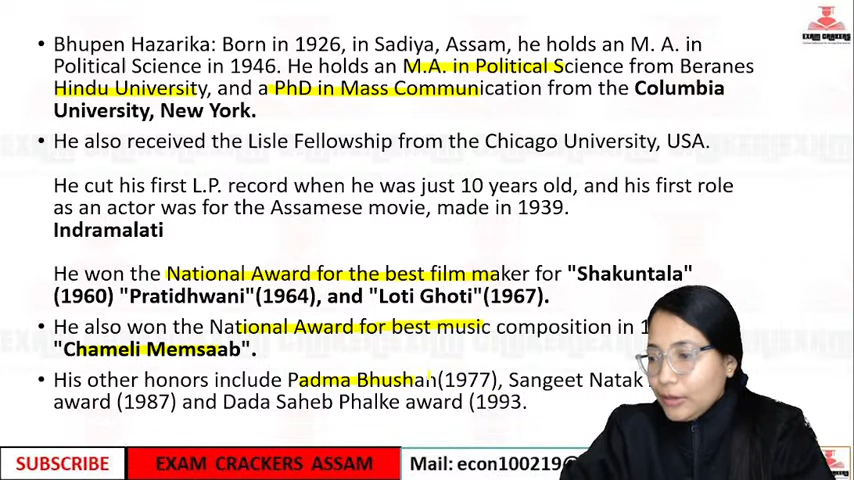 • Bhupen Hazarika: Born in 1926, in Sadiya, Assam, he holds an M. A. in
Political Science in 1946. He holds an M.A. in Political Science from Beranes
Hindu University, and a PhD in Mass Communication from the Columbia
University, New York.
• He also received the Lisle Fellowship from the Chicago University, USA.
He cut his first L.P. record when he was just 10 years old, and his first role
as an actor was for the Assamese movie, made in 1939.
Indramalati
He won the National Award for the best film maker for "Shakuntala"
(1960) "Pratidhwani"(1964), and "Loti Ghoti"(1967).
• He also won the National Award for best music composition in 1
"Chameli Memsaab".
• His other honors include Padma Bhushan(1977), Sangeet Natak
award (1987) and Dada Saheb Phalke award (1993.
SUBSCRIBE
EXAM CRACKERS ASSAM
Mail: econ100219@
EXAM CRACKERS